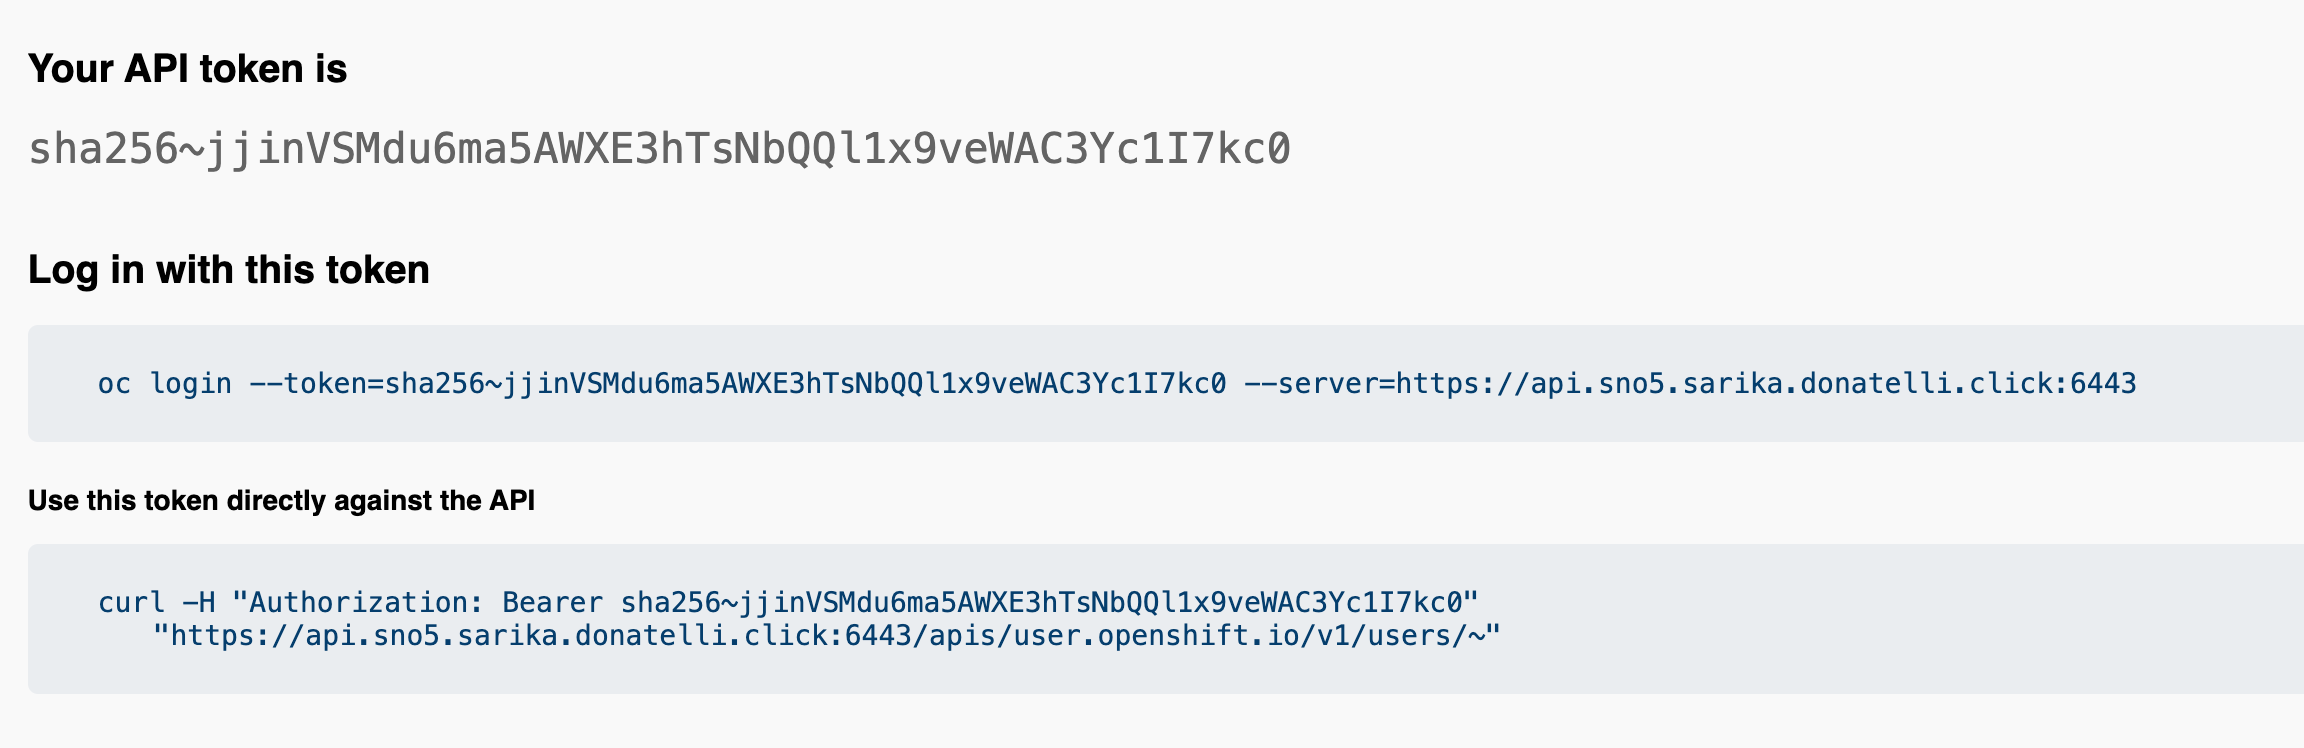 Your API token is
sha256~jjinVSMdu6ma5AWXE3hTsNbQQl1x9veWAC3Yc1I7kc0
Log in with this token
oc login --token=sha256~jjinVSMdu6ma5AWXE3hTsNbQQl1x9veWAC3Yc1I7kc0 --server=https://api.sno5.sarika.donatelli.click:6443
Use this token directly against the API
curl -H "Authorization: Bearer sha256~jjinVSMdu6ma5AWXE3hTsNbQQl1x9veWAC3Yc1I7kc0"
"https://api.sno5.sarika.donatelli.click:6443/apis/user.openshift.io/v1/users/~"